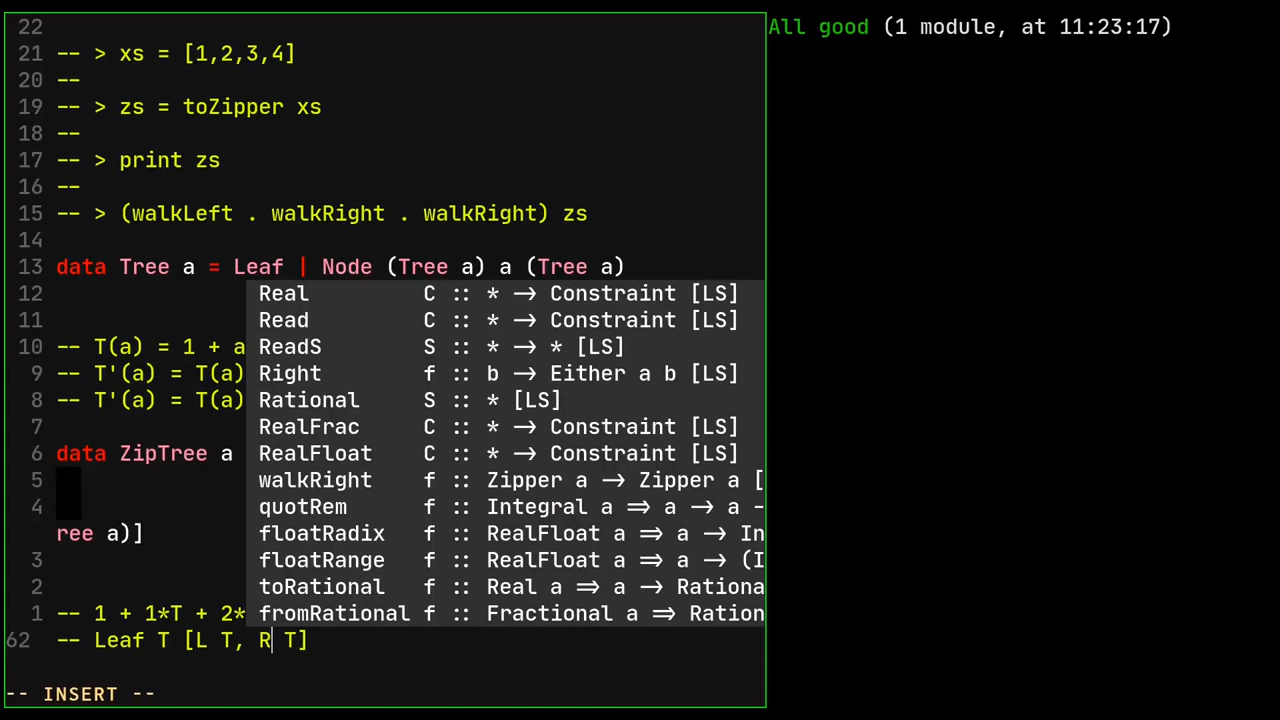 22
21 -- > xs = [1,2,3,4]
20 --
19 -- > zs = toZipper xs
18 --
17 -- > print zs
16 --
15 -- > (walkLeft . walkRight . walkRight) zs
14
13 data Tree a = Leaf | Node (Tree a) a (Tree a)
12 Real C :: * -> Constraint [LS]
11 Read C :: * -> Constraint [LS]
10 -- T(a) = 1 + a ReadS S :: * -> * [LS]
9 -- T'(a) = T(a) Right f :: b -> Either a b [LS]
8 -- T'(a) = T(a) Rational S :: * [LS]
7 RealFrac C :: * -> Constraint [LS]
6 data ZipTree a RealFloat C :: * -> Constraint [LS]
5 walkRight f :: Zipper a -> Zipper a [
4 quotRem f :: Integral a => a -> a -
ree a)] floatRadix f :: RealFloat a => a -> In
3 floatRange f :: RealFloat a => a -> (I
2 toRational f :: Real a => a -> Rationa
1 -- 1 + 1*T + 2* fromRational f :: Fractional a => Ration
62 -- Leaf T [L T, R T]
-- INSERT --
All good (1 module, at 11:23:17)